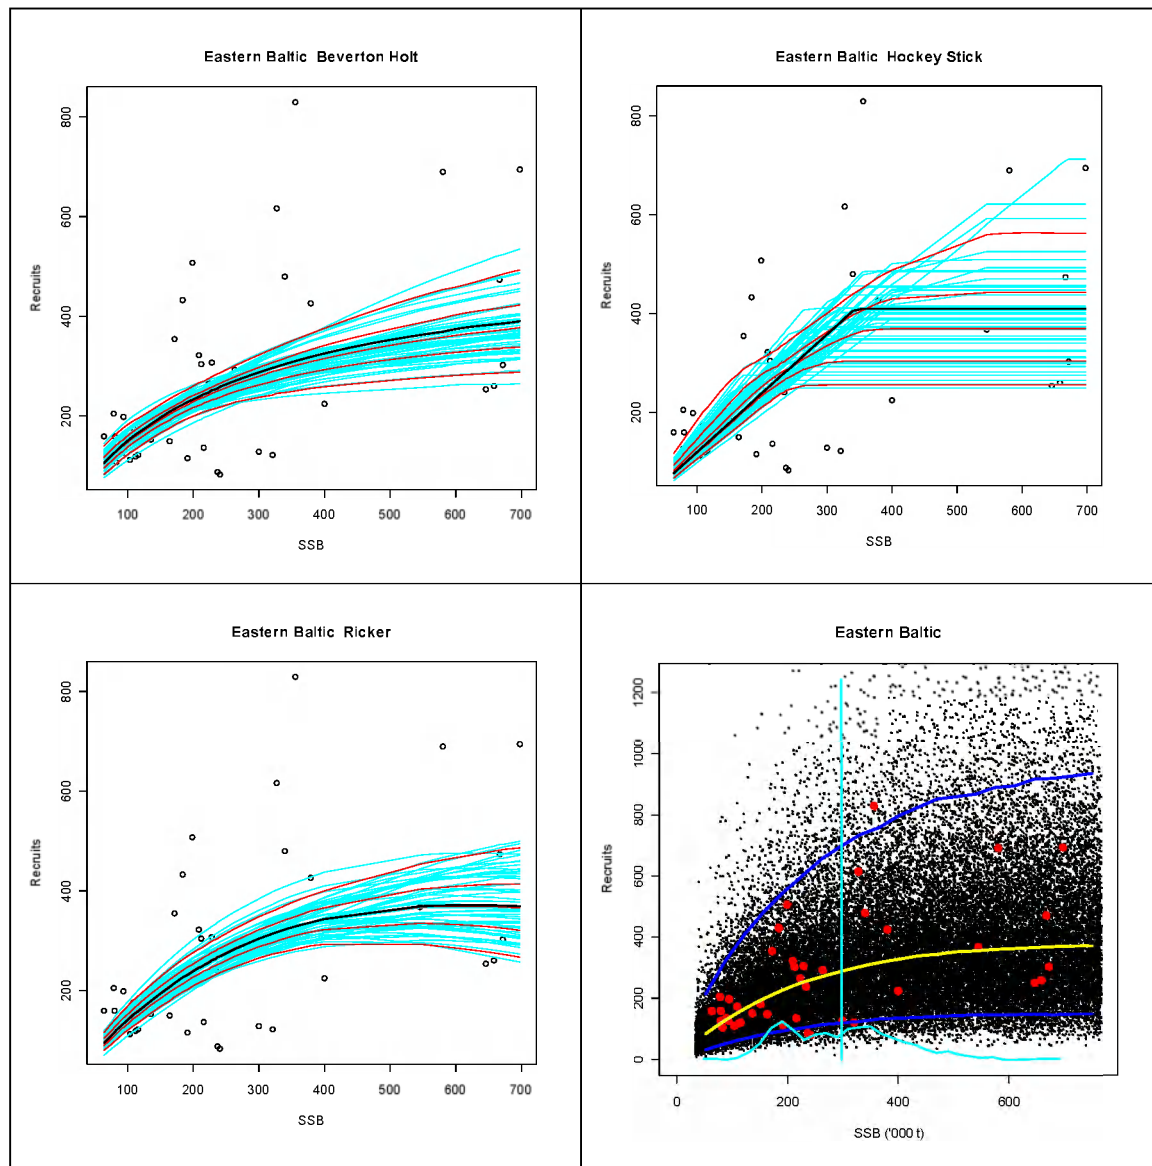 Eastern Baltic Beverton Holt
800
600
400
200
Recruits
100 200 300 400 500 600 700
SSB
Eastern Baltic Hockey Stick
800
600
400
200
Recruits
100 200 300 400 500 600 700
SSB
Eastern Baltic Ricker
800
600
400
200
Recruits
100 200 300 400 500 600 700
SSB
Eastern Baltic
1200
1000
800
600
400
200
0
Recruits
0 200 400 600
SSB ('000 t)